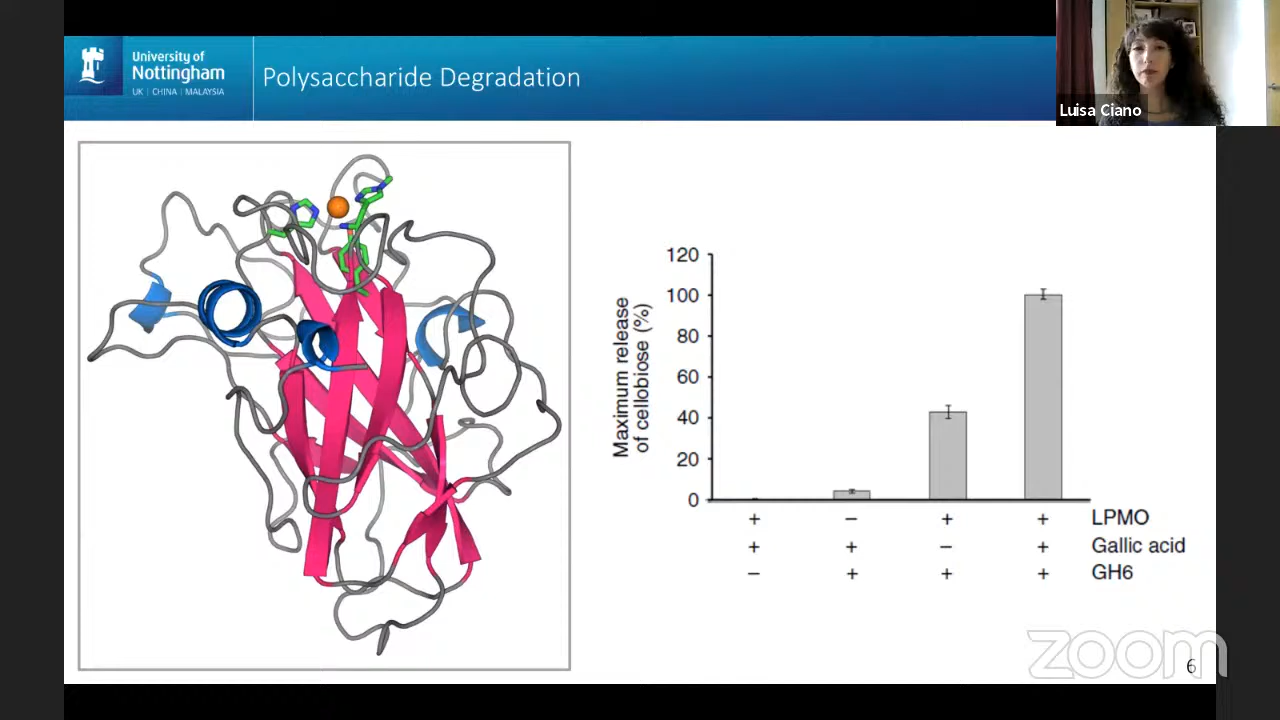 University of
Nottingham
UK | CHINA | MALAYSIA
Polysaccharide Degradation
Luisa Ciano
Maximum release
of cellobiose (%)
120
100
80
60
40
20
0
+ − + + LPMO
+ + − + Gallic acid
− + + + GH6
zoom
6